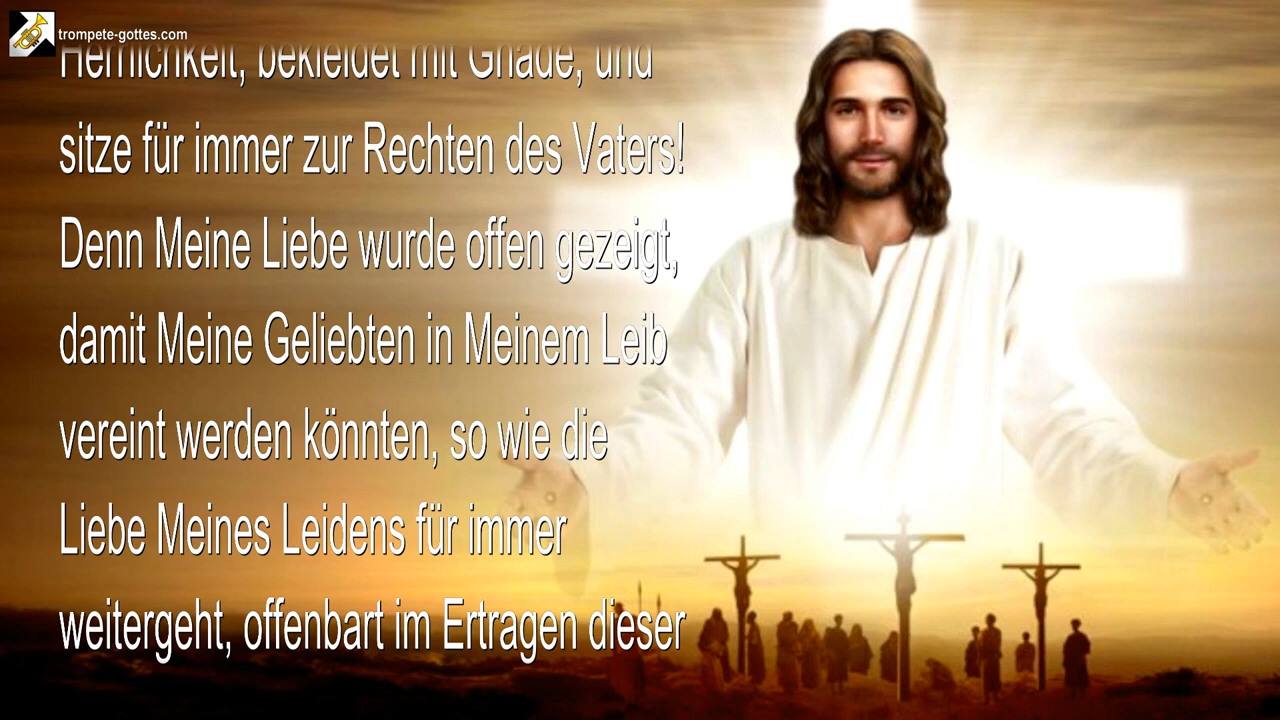 trompete-gottes.com
Herrlichkeit, bekleidet mit Gnade, und
sitze für immer zur Rechten des Vaters!
Denn Meine Liebe wurde offen gezeigt,
damit Meine Geliebten in Meinem Leib
vereint werden könnten, so wie die
Liebe Meines Leidens für immer
weitergeht, offenbart im Ertragen dieser